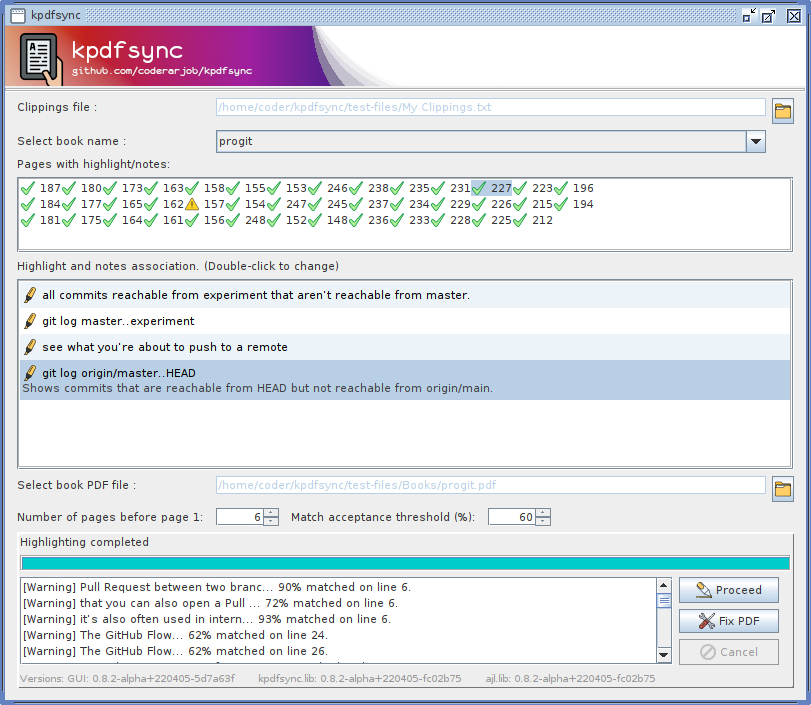 kpdfsync
kpdfsync
github.com/coderarjob/kpdfsync
Clippings file :
/home/coder/kpdfsync/test-files/My Clippings.txt
Select book name :
progit
Pages with highlight/notes:
187 180 173 163 158 155 153 246 238 235 231 227 223 196
184 177 165 162 157 154 247 245 237 234 229 226 215 194
181 175 164 161 156 248 152 148 236 233 228 225 212
Highlight and notes association. (Double-click to change)
all commits reachable from experiment that aren't reachable from master.
git log master..experiment
see what you're about to push to a remote
git log origin/master..HEAD
Shows commits that are reachable from HEAD but not reachable from origin/main.
Select book PDF file :
/home/coder/kpdfsync/test-files/Books/progit.pdf
Number of pages before page 1: 6 Match acceptance threshold (%): 60
Highlighting completed
[Warning] Pull Request between two branc... 90% matched on line 6.
[Warning] that you can also open a Pull ... 72% matched on line 6.
[Warning] it's also often used in intern... 93% matched on line 6.
[Warning] The GitHub Flow... 62% matched on line 24.
[Warning] The GitHub Flow... 62% matched on line 26.
Proceed
Fix PDF
Cancel
Versions: GUI: 0.8.2-alpha+220405-5d7a63f kpdfsync.lib: 0.8.2-alpha+220405-fc02b75 ajl.lib: 0.8.2-alpha+220405-fc02b75